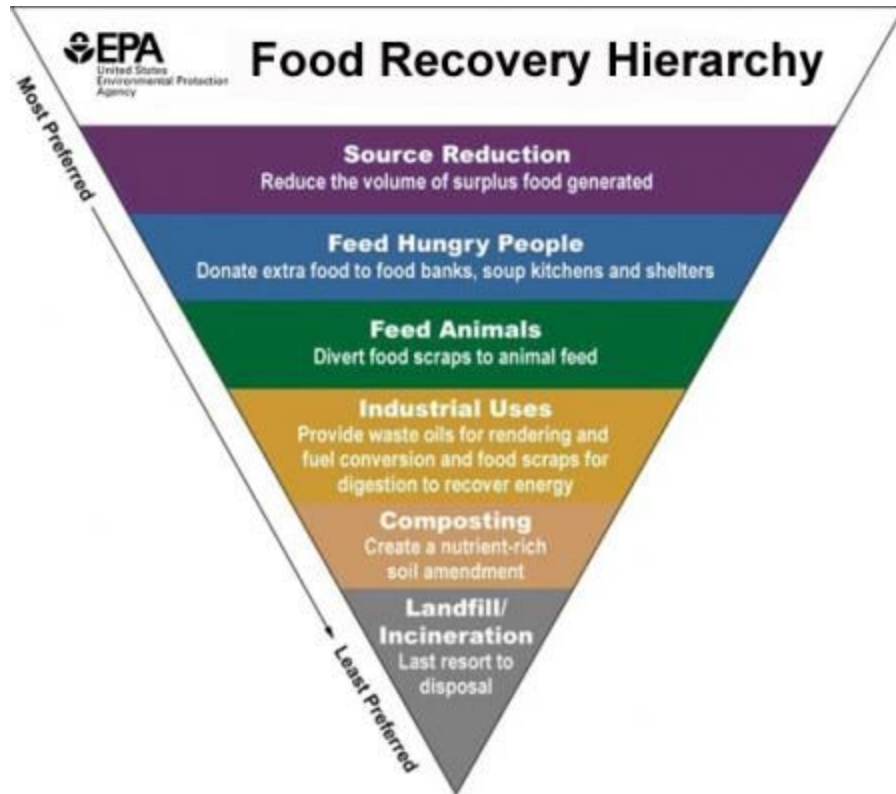 EPA
United States
Environmental Protection
Agency
Food Recovery Hierarchy
Most Preferred
Source Reduction
Reduce the volume of surplus food generated
Feed Hungry People
Donate extra food to food banks, soup kitchens and shelters
Feed Animals
Divert food scraps to animal feed
Industrial Uses
Provide waste oils for rendering and
fuel conversion and food scraps for
digestion to recover energy
Composting
Create a nutrient-rich
soil amendment
Landfill/
Incineration
Last resort to
disposal
Least Preferred